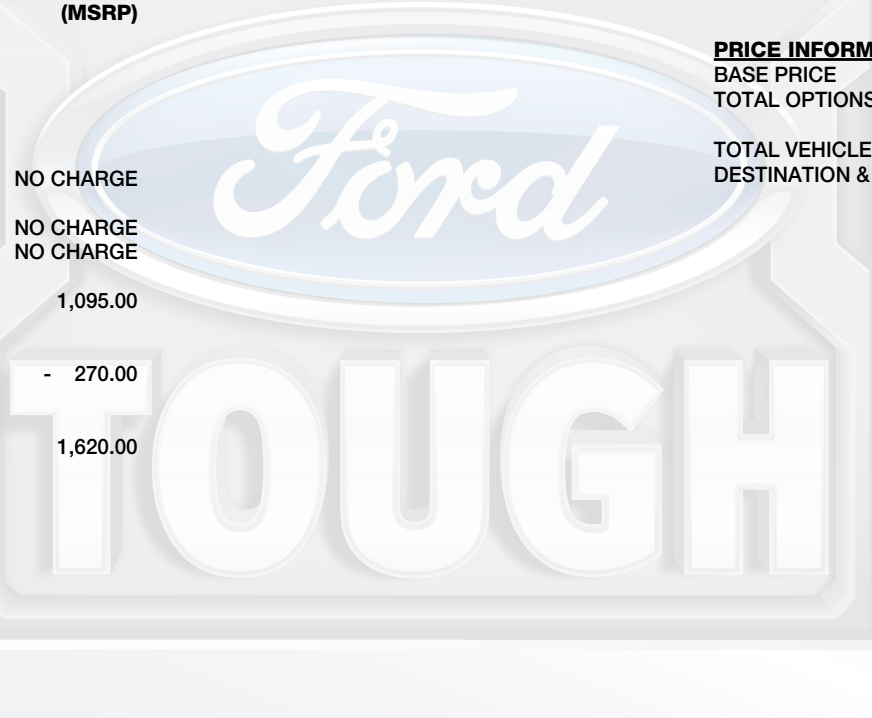 (MSRP)
PRICE INFORM
BASE PRICE
TOTAL OPTIONS
TOTAL VEHICLE
DESTINATION &
NO CHARGE
NO CHARGE
NO CHARGE
1,095.00
- 270.00
1,620.00
Ford
TOUGH